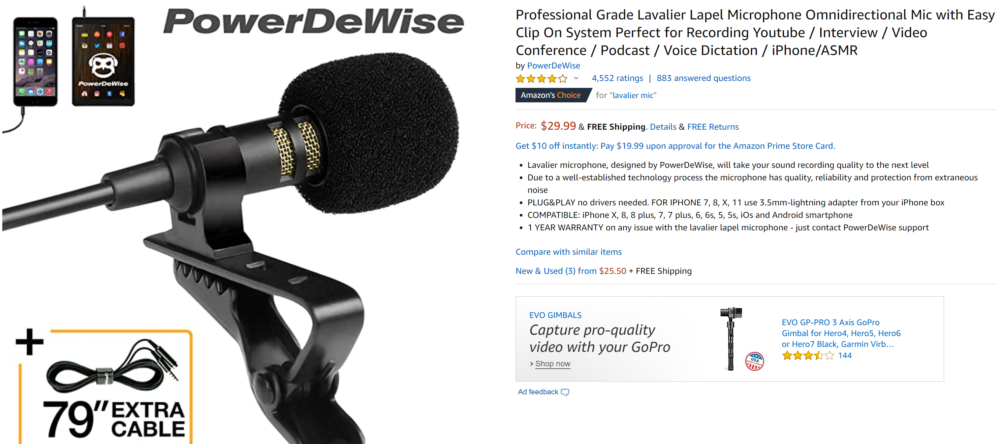 PowerDeWise
PowerDeWise
79" EXTRA
CABLE
Professional Grade Lavalier Lapel Microphone Omnidirectional Mic with Easy
Clip On System Perfect for Recording Youtube / Interview / Video
Conference / Podcast / Voice Dictation / iPhone/ASMR
by PowerDeWise
4,552 ratings | 883 answered questions
Amazon's Choice for "lavalier mic"
Price: $29.99 & FREE Shipping. Details & FREE Returns
Get $10 off instantly: Pay $19.99 upon approval for the Amazon Prime Store Card.
• Lavalier microphone, designed by PowerDeWise, will take your sound recording quality to the next level
• Due to a well-established technology process the microphone has quality, reliability and protection from extraneous
noise
• PLUG&PLAY no drivers needed. FOR IPHONE 7, 8, X, 11 use 3.5mm-lightning adapter from your iPhone box
• COMPATIBLE: iPhone X, 8, 8 plus, 7, 7 plus, 6, 6s, 5, 5s, iOs and Android smartphone
• 1 YEAR WARRANTY on any issue with the lavalier lapel microphone - just contact PowerDeWise support
Compare with similar items
New & Used (3) from $25.50 + FREE Shipping
EVO GIMBALS
Capture pro-quality
video with your GoPro
› Shop now
USA
EVO GP-PRO 3 Axis GoPro
Gimbal for Hero4, Hero5, Hero6
or Hero7 Black, Garmin Virb...
144
Ad feedback